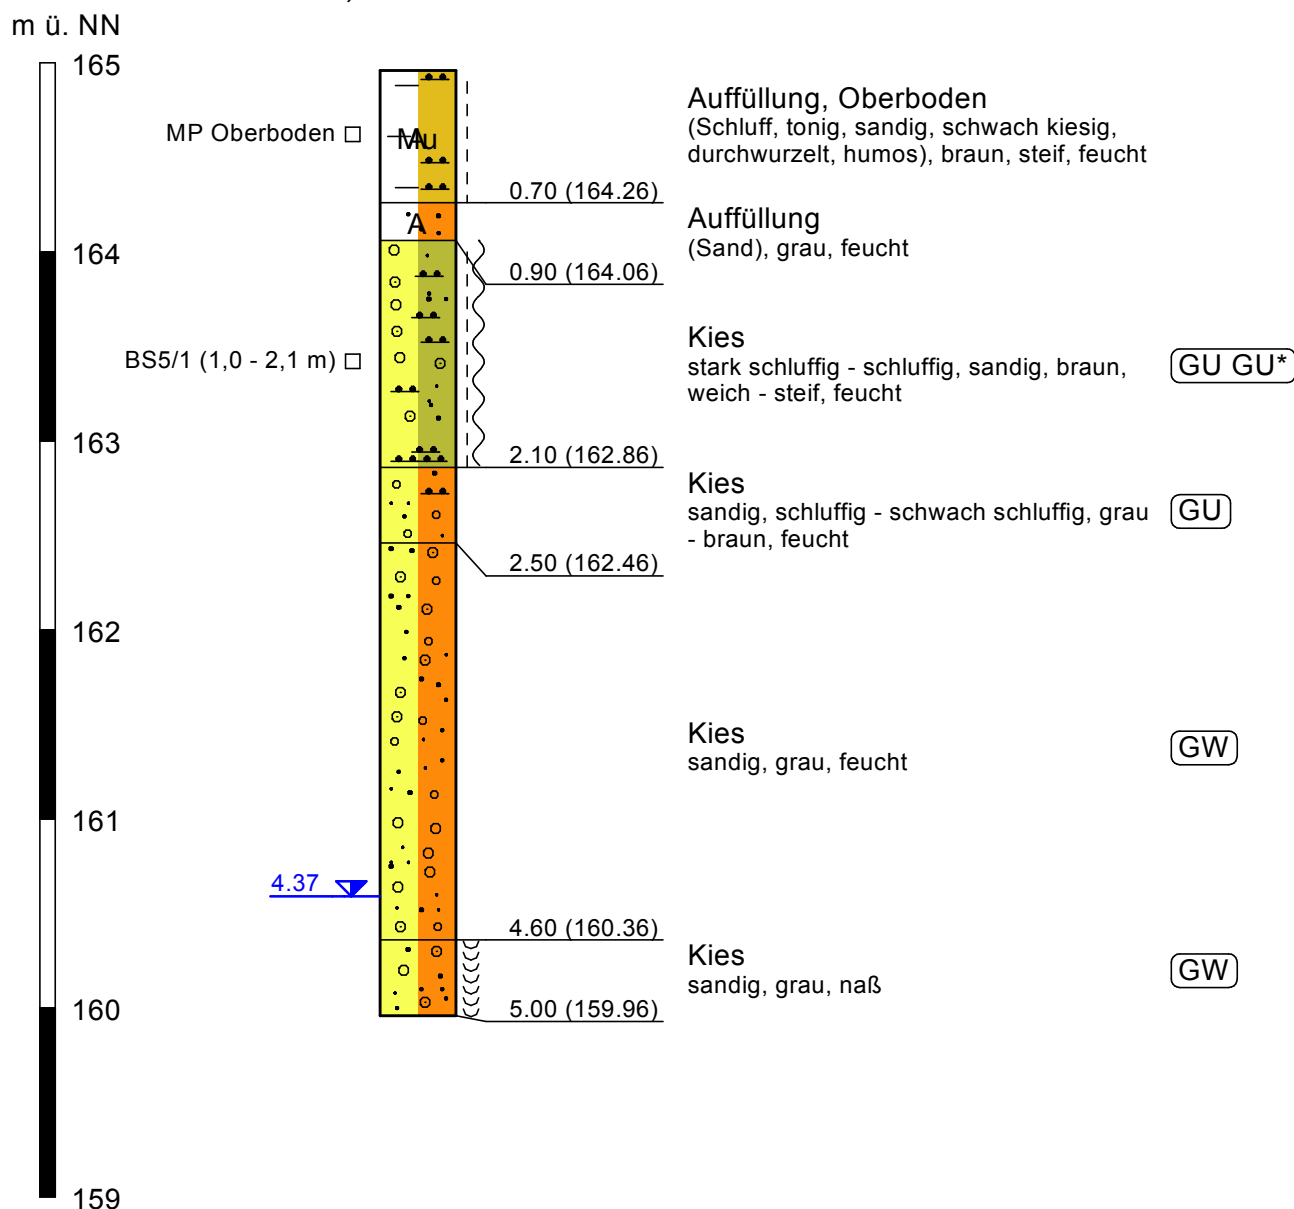 m ü. NN
165
Auffüllung, Oberboden
(Schluff, tonig, sandig, schwach kiesig,
durchwurzelt, humos), braun, steif, feucht
MP Oberboden
Mu
0.70 (164.26)
Auffüllung
(Sand), grau, feucht
A
164
0.90 (164.06)
Kies
stark schluffig - schluffig, sandig, braun,
weich - steif, feucht
GU GU*
BS5/1 (1,0 - 2,1 m)
163
2.10 (162.86)
Kies
sandig, schluffig - schwach schluffig, grau
- braun, feucht
GU
2.50 (162.46)
162
Kies
sandig, grau, feucht
GW
161
4.37
4.60 (160.36)
Kies
sandig, grau, naß
GW
160
5.00 (159.96)
159